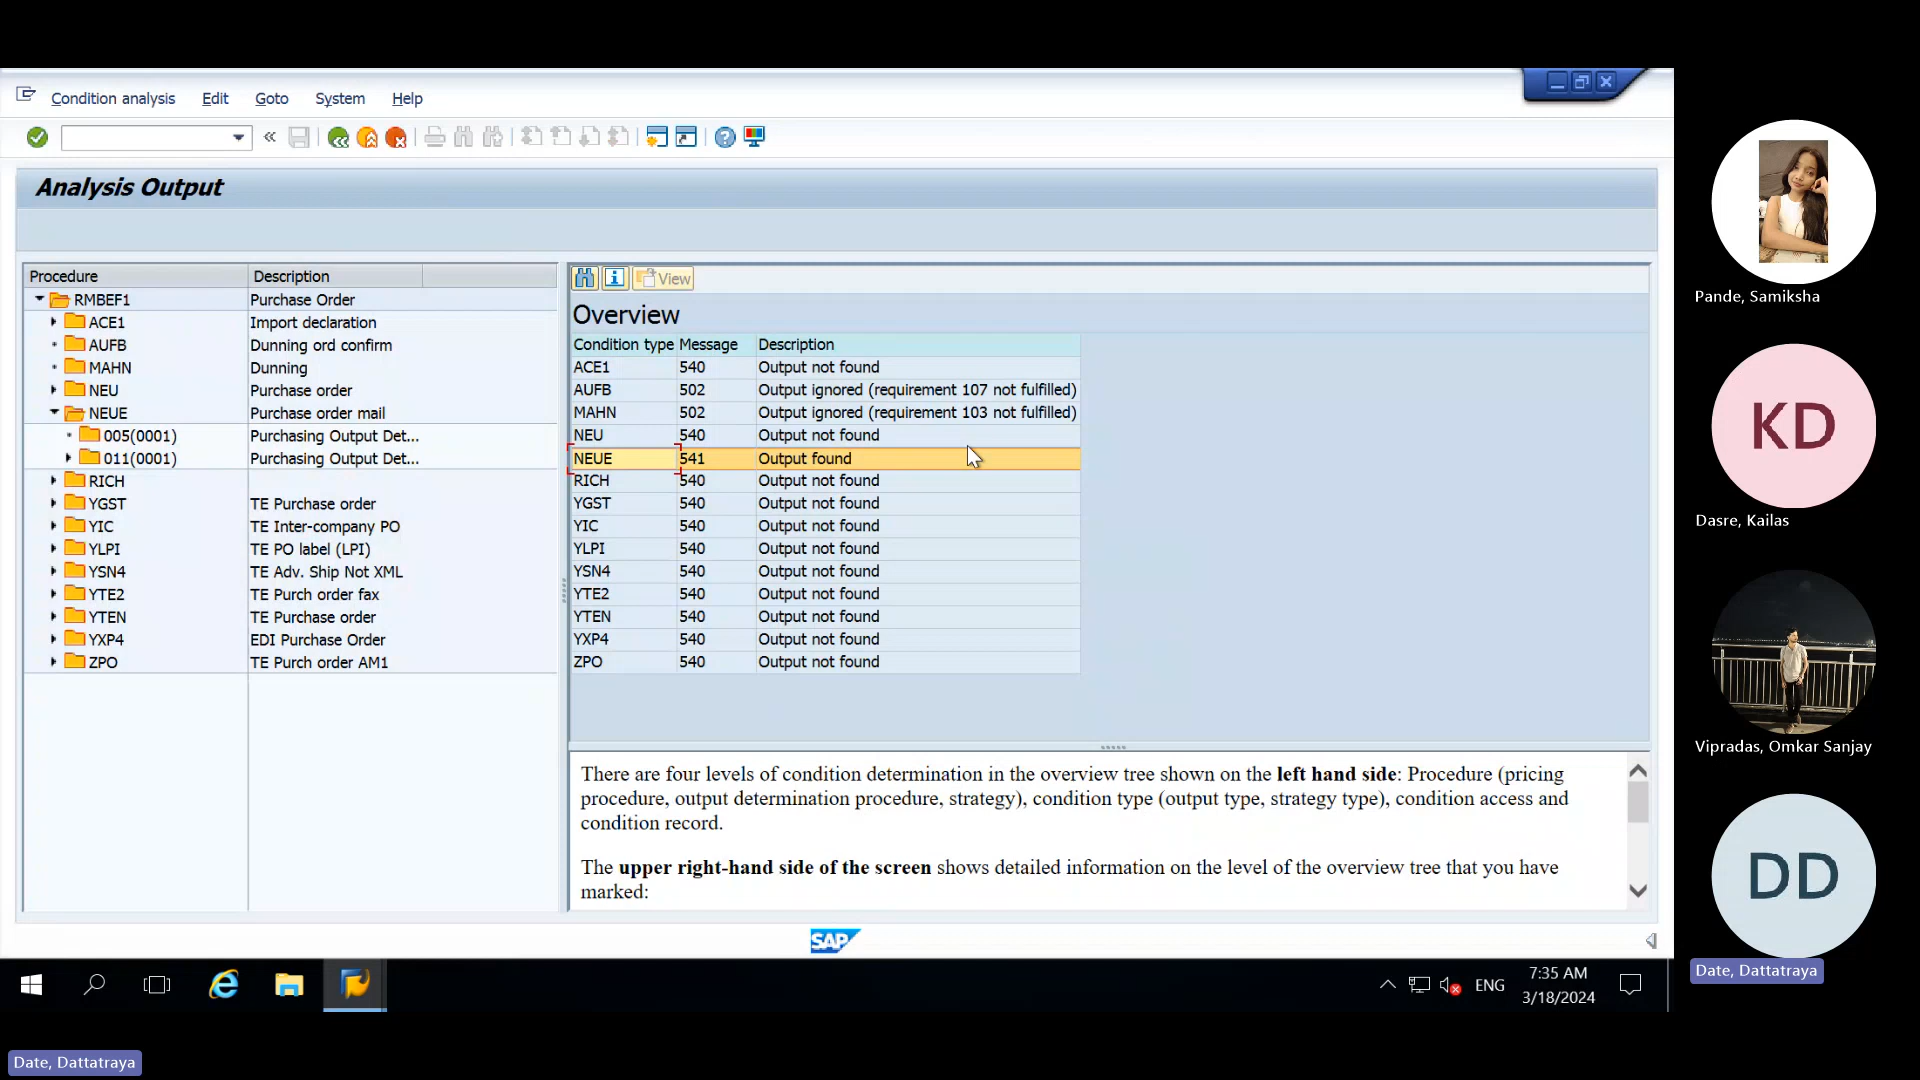 Condition analysis Edit Goto System Help
Analysis Output
Procedure Description
RMBEF1 Purchase Order
ACE1 Import declaration
AUFB Dunning ord confirm
MAHN Dunning
NEU Purchase order
NEUE Purchase order mail
005(0001) Purchasing Output Det...
011(0001) Purchasing Output Det...
RICH
YGST TE Purchase order
YIC TE Inter-company PO
YLPI TE PO label (LPI)
YSN4 TE Adv. Ship Not XML
YTE2 TE Purch order fax
YTEN TE Purchase order
YXP4 EDI Purchase Order
ZPO TE Purch order AM1
View
Overview
Condition type Message Description
ACE1 540 Output not found
AUFB 502 Output ignored (requirement 107 not fulfilled)
MAHN 502 Output ignored (requirement 103 not fulfilled)
NEU 540 Output not found
NEUE 541 Output found
RICH 540 Output not found
YGST 540 Output not found
YIC 540 Output not found
YLPI 540 Output not found
YSN4 540 Output not found
YTE2 540 Output not found
YTEN 540 Output not found
YXP4 540 Output not found
ZPO 540 Output not found
There are four levels of condition determination in the overview tree shown on the left hand side: Procedure (pricing
procedure, output determination procedure, strategy), condition type (output type, strategy type), condition access and
condition record.
The upper right-hand side of the screen shows detailed information on the level of the overview tree that you have
marked:
SAP
ENG
7:35 AM
3/18/2024
Pande, Samiksha
KD
Dasre, Kailas
Vipradas, Omkar Sanjay
DD
Date, Dattatraya
Date, Dattatraya